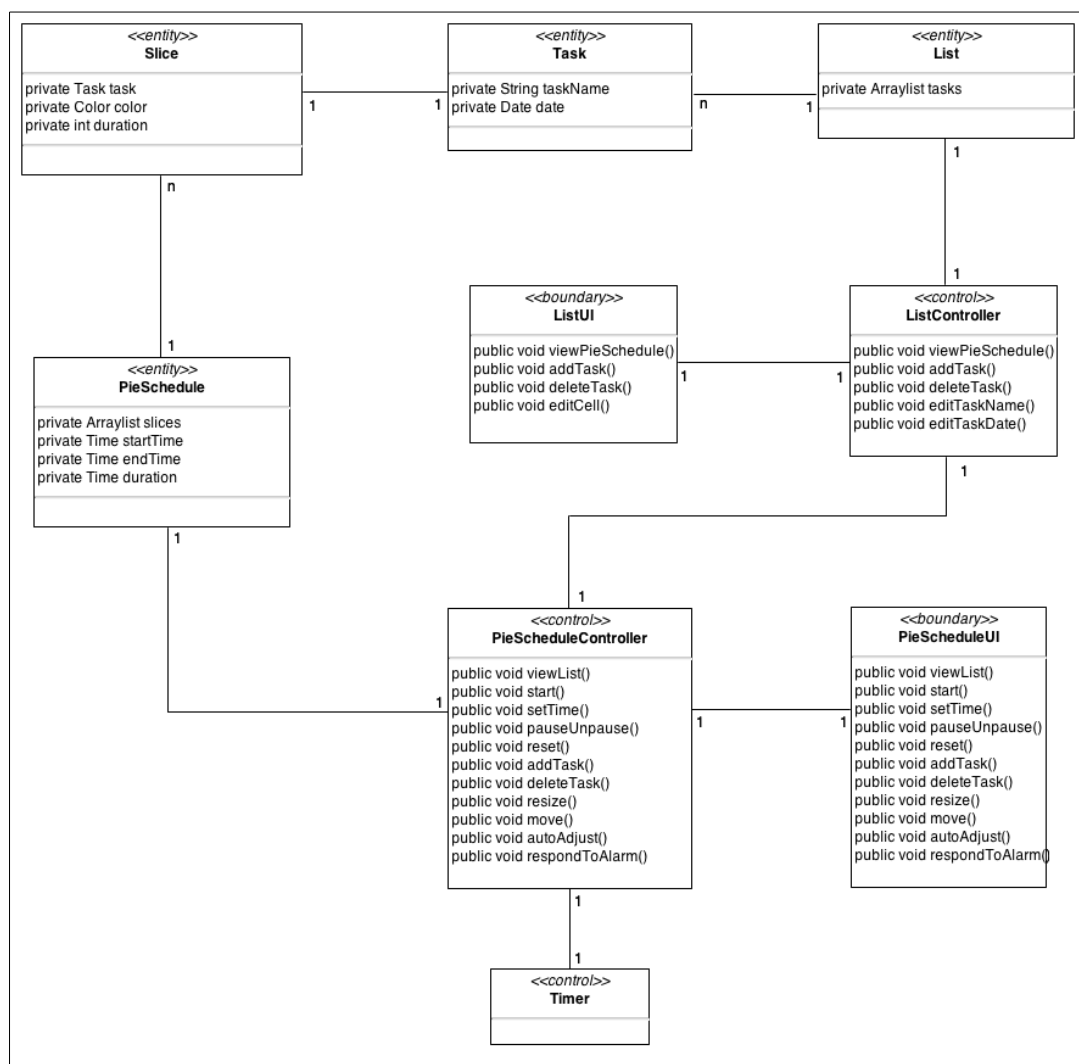 <<entity>>
Slice
private Task task
private Color color
private int duration
<<entity>>
Task
private String taskName
private Date date
<<entity>>
List
private Arraylist tasks
1
1
n
1
n
1
1
1
<<boundary>>
ListUI
public void viewPieSchedule()
public void addTask()
public void deleteTask()
public void editCell()
<<control>>
ListController
public void viewPieSchedule()
public void addTask()
public void deleteTask()
public void editTaskName()
public void editTaskDate()
1
1
<<entity>>
PieSchedule
private Arraylist slices
private Time startTime
private Time endTime
private Time duration
1
1
1
<<control>>
PieScheduleController
public void viewList()
public void start()
public void setTime()
public void pauseUnpause()
public void reset()
public void addTask()
public void deleteTask()
public void resize()
public void move()
public void autoAdjust()
public void respondToAlarm()
<<boundary>>
PieScheduleUI
public void viewList()
public void start()
public void setTime()
public void pauseUnpause()
public void reset()
public void addTask()
public void deleteTask()
public void resize()
public void move()
public void autoAdjust()
public void respondToAlarm()
1
1
1
1
1
<<control>>
Timer